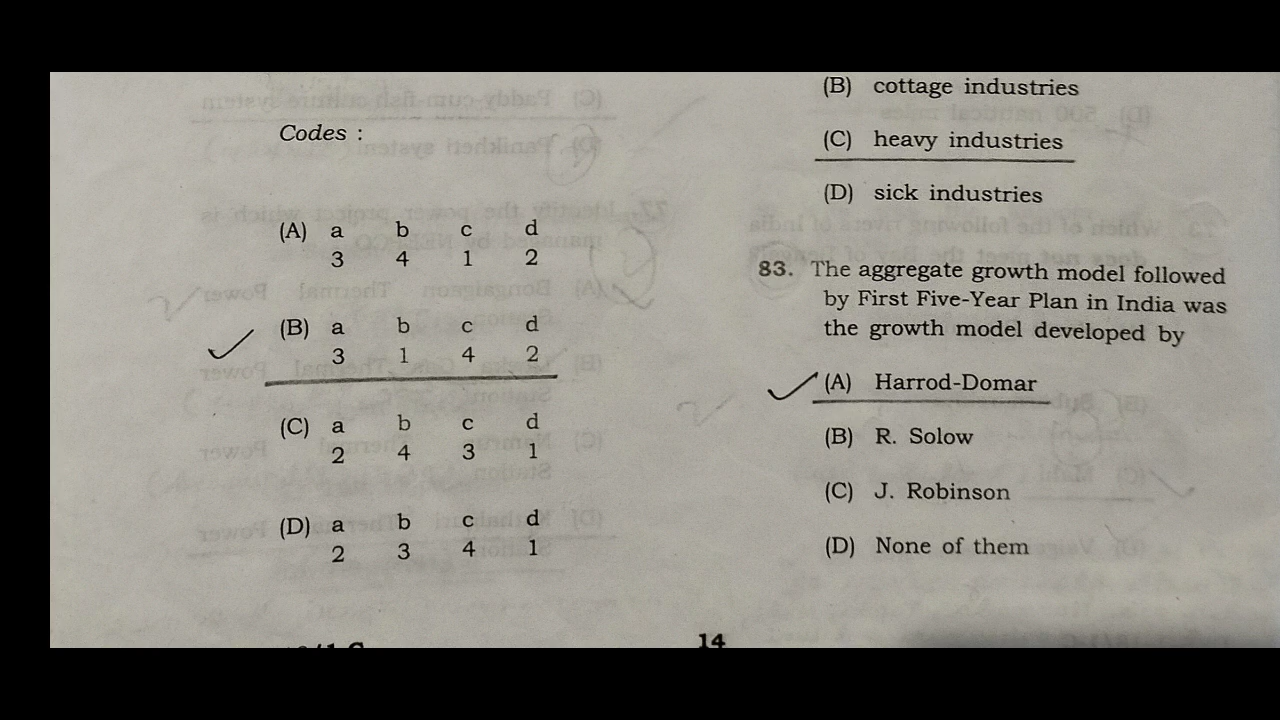 Codes :
(A) a b c d
3 4 1 2
(B) a b c d
3 1 4 2
(C) a b c d
2 4 3 1
(D) a b c d
2 3 4 1
(B) cottage industries
(C) heavy industries
(D) sick industries
83. The aggregate growth model followed
by First Five-Year Plan in India was
the growth model developed by
(A) Harrod-Domar
(B) R. Solow
(C) J. Robinson
(D) None of them
14